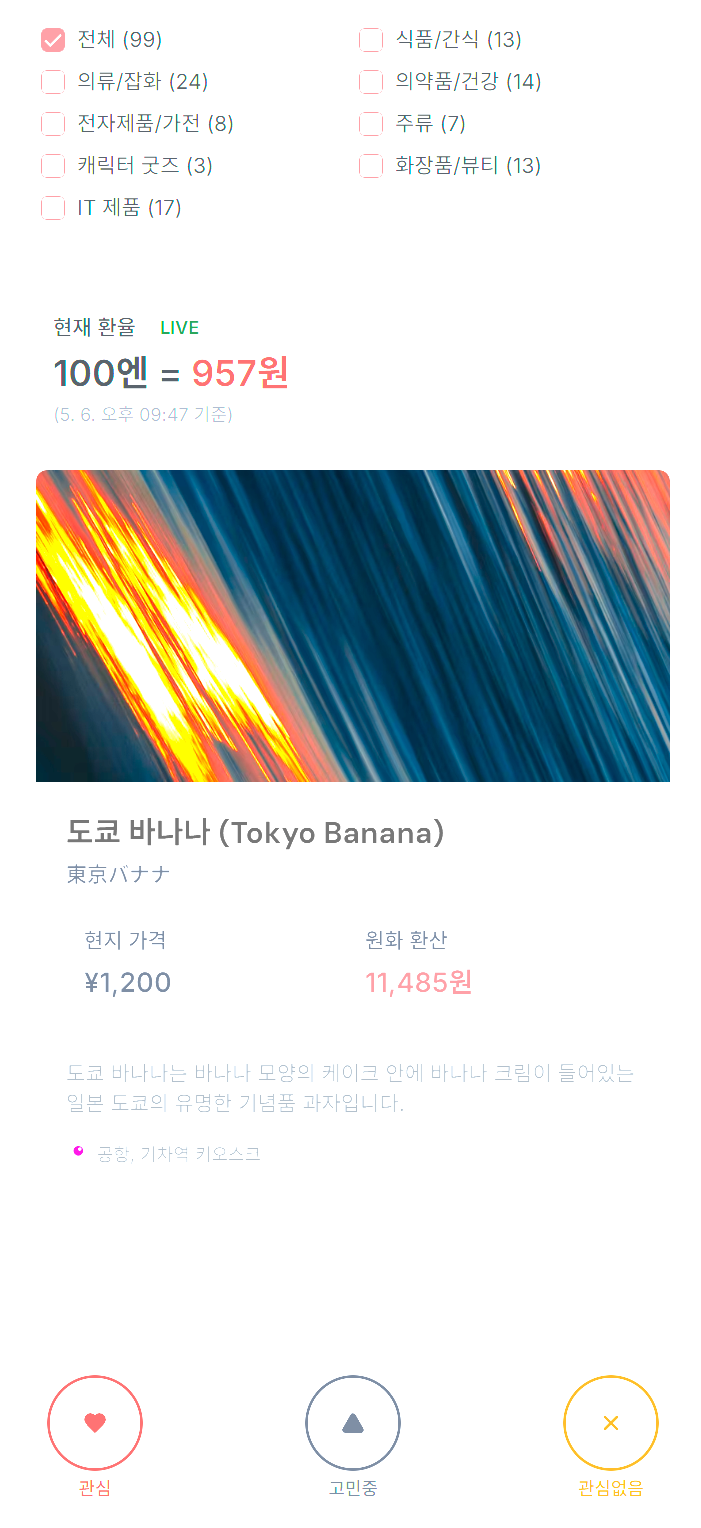 전체 (99)
식품/간식 (13)
의류/잡화 (24)
의약품/건강 (14)
전자제품/가전 (8)
주류 (7)
캐릭터 굿즈 (3)
화장품/뷰티 (13)
IT 제품 (17)
현재 환율 LIVE
100엔 = 957원
(5. 6. 오후 09:47 기준)
도쿄 바나나 (Tokyo Banana)
東京バナナ
현지 가격
원화 환산
¥1,200
11,485원
도쿄 바나나는 바나나 모양의 케이크 안에 바나나 크림이 들어있는
일본 도쿄의 유명한 기념품 과자입니다.
공항, 기차역 키오스크
관심
고민중
관심없음